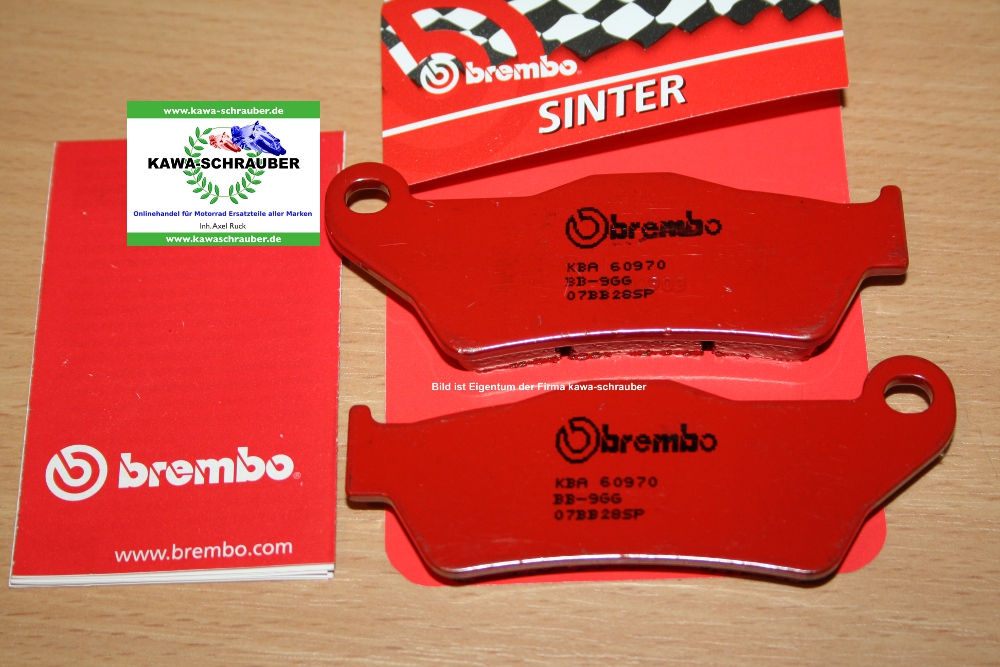 brembo
SINTER
www.kawa-schrauber.de
KAWA-SCHRAUBER
Onlinehandel für Motorrad Ersatzteile aller Marken
Inh.Axel Ruck
www.kawaschrauber.de
brembo
KBA 60970
BB-9GG
07BB28SP
Bild ist Eigentum der Firma kawa-schrauber
brembo
KBA 60970
BB-9GG
07BB28SP
brembo
www.brembo.com